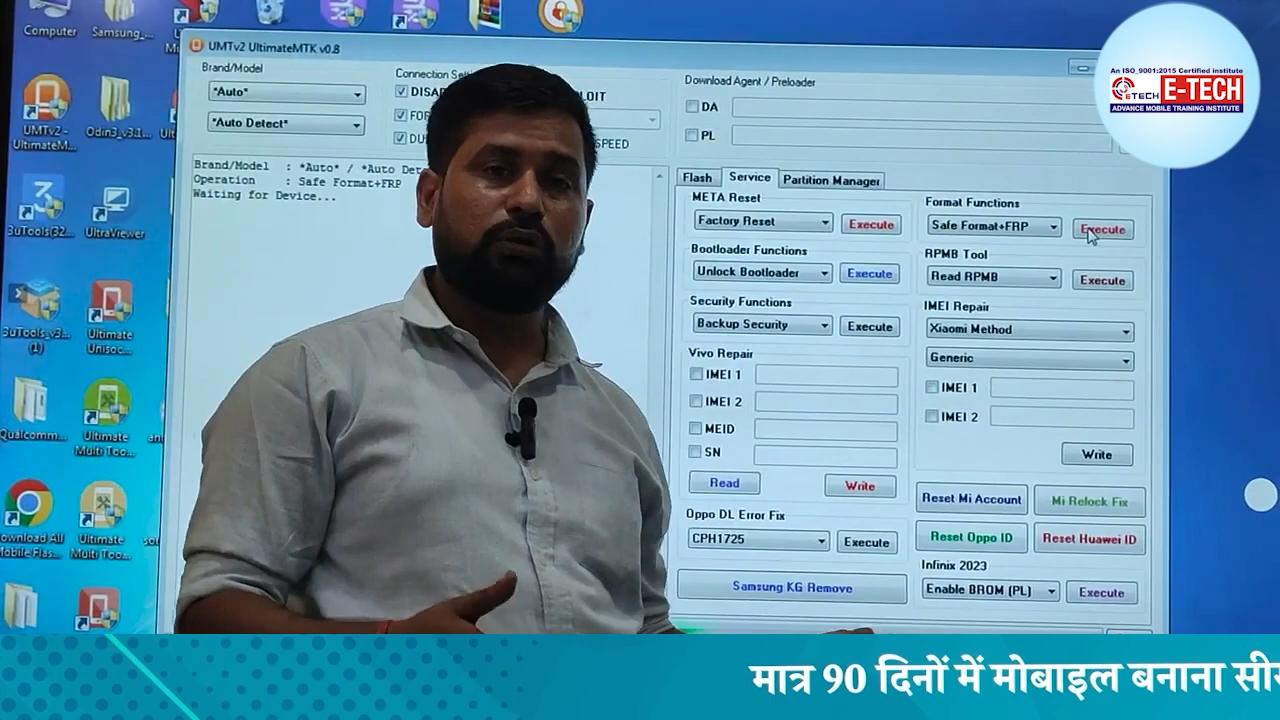 Computer
Samsung_...
UMTv2 -
UltimateM...
Odin3_v3.1...
3uTools(32...
UltraViewer
3uTools_v3...
(1)
Ultimate
Unisoc...
Qualcomm...
Ultimate
Multi Too...
Download All
Mobile Flas...
Ultimate
Multi Too...
UMTv2 UltimateMTK v0.8
Brand/Model
*Auto*
*Auto Detect*
Connection Setti
DISAB
LOIT
FOR
DU
SPEED
Download Agent / Preloader
DA
PL
Brand/Model : *Auto* / *Auto Det
Operation : Safe Format+FRP
Waiting for Device...
Flash
Service
Partition Manager
META Reset
Factory Reset
Execute
Bootloader Functions
Unlock Bootloader
Execute
Security Functions
Backup Security
Execute
Vivo Repair
IMEI 1
IMEI 2
MEID
SN
Read
Write
Oppo DL Error Fix
CPH1725
Execute
Samsung KG Remove
Format Functions
Safe Format+FRP
Execute
RPMB Tool
Read RPMB
Execute
IMEI Repair
Xiaomi Method
Generic
IMEI 1
IMEI 2
Write
Reset Mi Account
Mi Relock Fix
Reset Oppo ID
Reset Huawei ID
Infinix 2023
Enable BROM (PL)
Execute
An ISO_9001:2015 Certified institute
ETECH E-TECH
ADVANCE MOBILE TRAINING INSTITUTE
मात्र 90 दिनों में मोबाइल बनाना सी